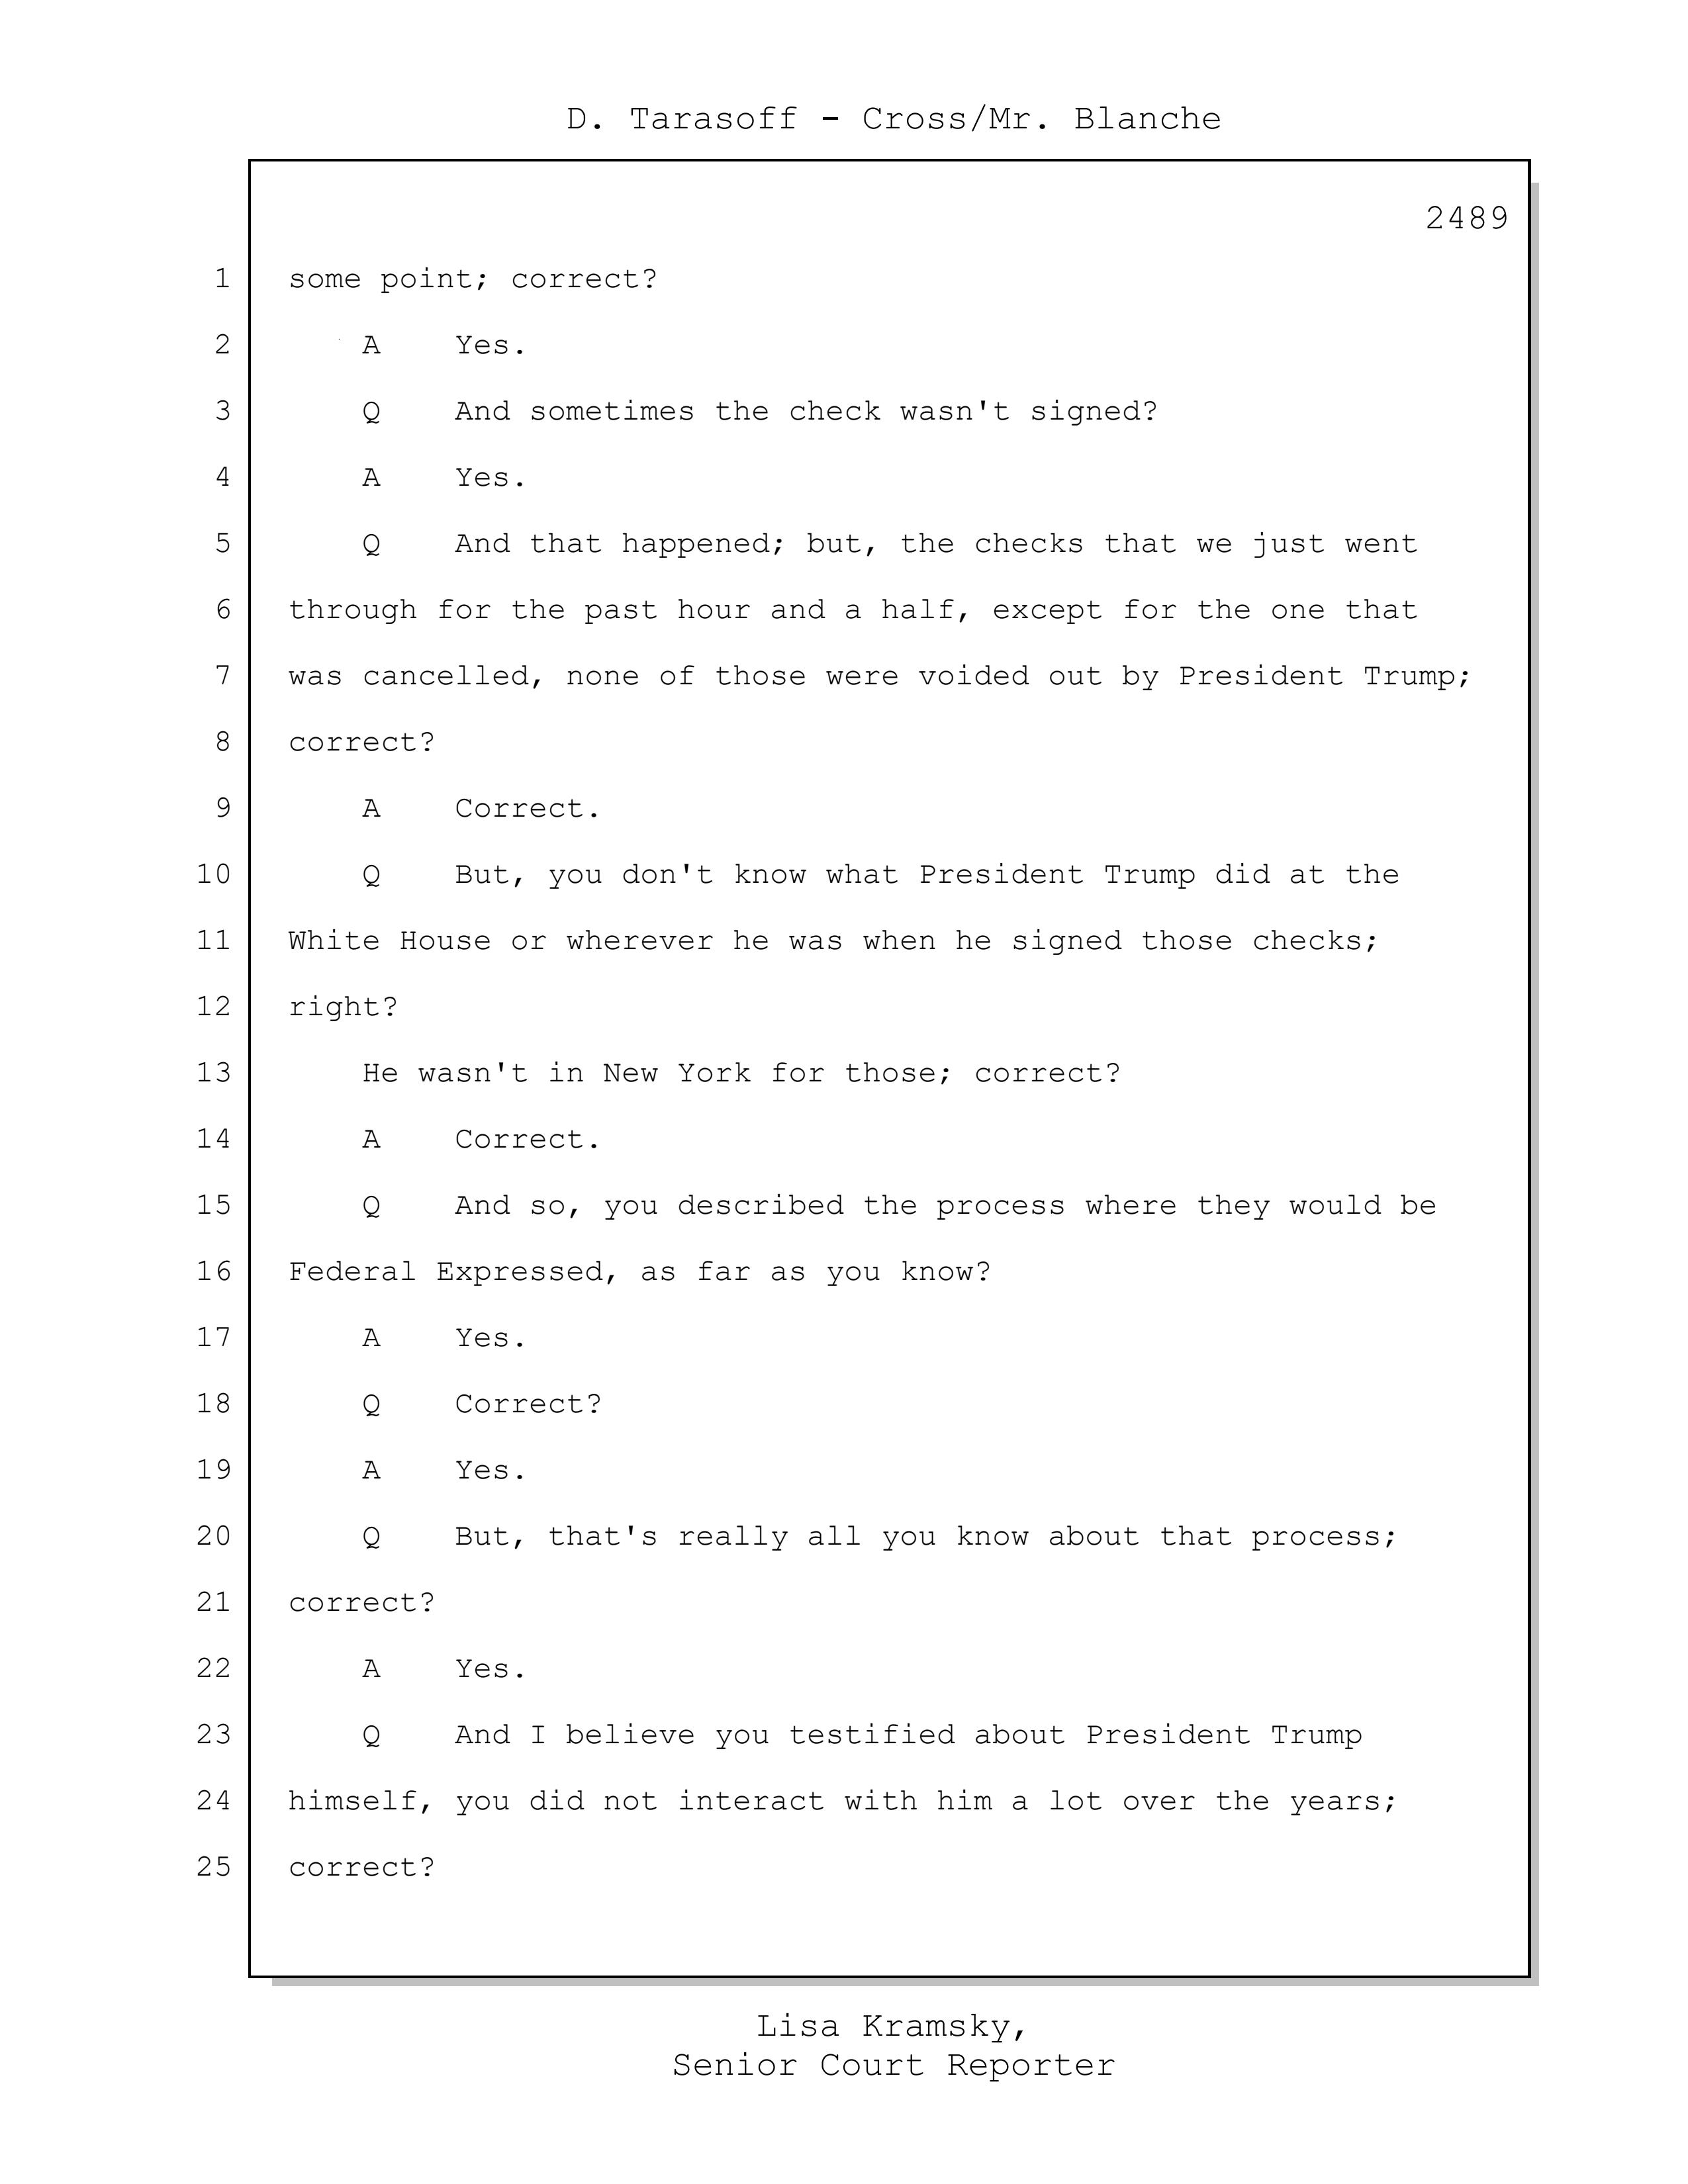 D. Tarasoff - Cross/Mr. Blanche
2489
1 some point; correct?
2 A Yes.
3 Q And sometimes the check wasn't signed?
4 A Yes.
5 Q And that happened; but, the checks that we just went
6 through for the past hour and a half, except for the one that
7 was cancelled, none of those were voided out by President Trump;
8 correct?
9 A Correct.
10 Q But, you don't know what President Trump did at the
11 White House or wherever he was when he signed those checks;
12 right?
13 He wasn't in New York for those; correct?
14 A Correct.
15 Q And so, you described the process where they would be
16 Federal Expressed, as far as you know?
17 A Yes.
18 Q Correct?
19 A Yes.
20 Q But, that's really all you know about that process;
21 correct?
22 A Yes.
23 Q And I believe you testified about President Trump
24 himself, you did not interact with him a lot over the years;
25 correct?
Lisa Kramsky,
Senior Court Reporter